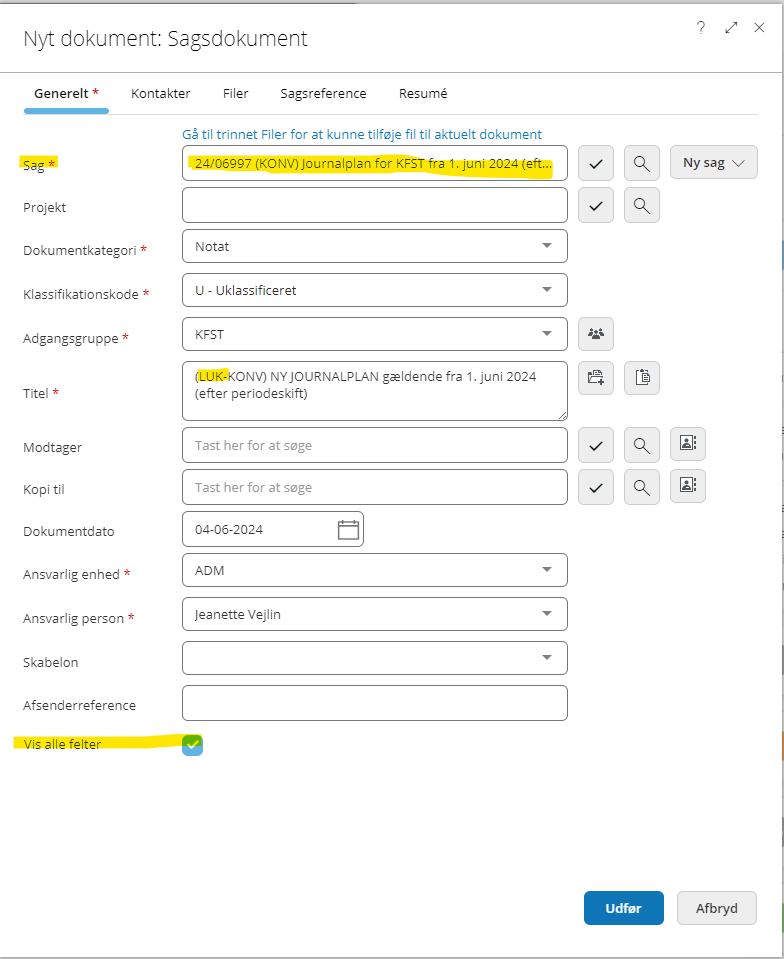 Nyt dokument: Sagsdokument
?
Generelt * Kontakter Filer Sagsreference Resumé
Gå til trinnet Filer for at kunne tilføje fil til aktuelt dokument
Sag * 24/06997 (KONV) Journalplan for KFST fra 1. juni 2024 (eft... Ny sag
Projekt
Dokumentkategori * Notat
Klassifikationskode * U - Uklassificeret
Adgangsgruppe * KFST
Titel * (LUK-KONV) NY JOURNALPLAN gældende fra 1. juni 2024
(efter periodeskift)
Modtager Tast her for at søge
Kopi til Tast her for at søge
Dokumentdato 04-06-2024
Ansvarlig enhed * ADM
Ansvarlig person * Jeanette Vejlin
Skabelon
Afsenderreference
Vis alle felter
Udfør Afbryd